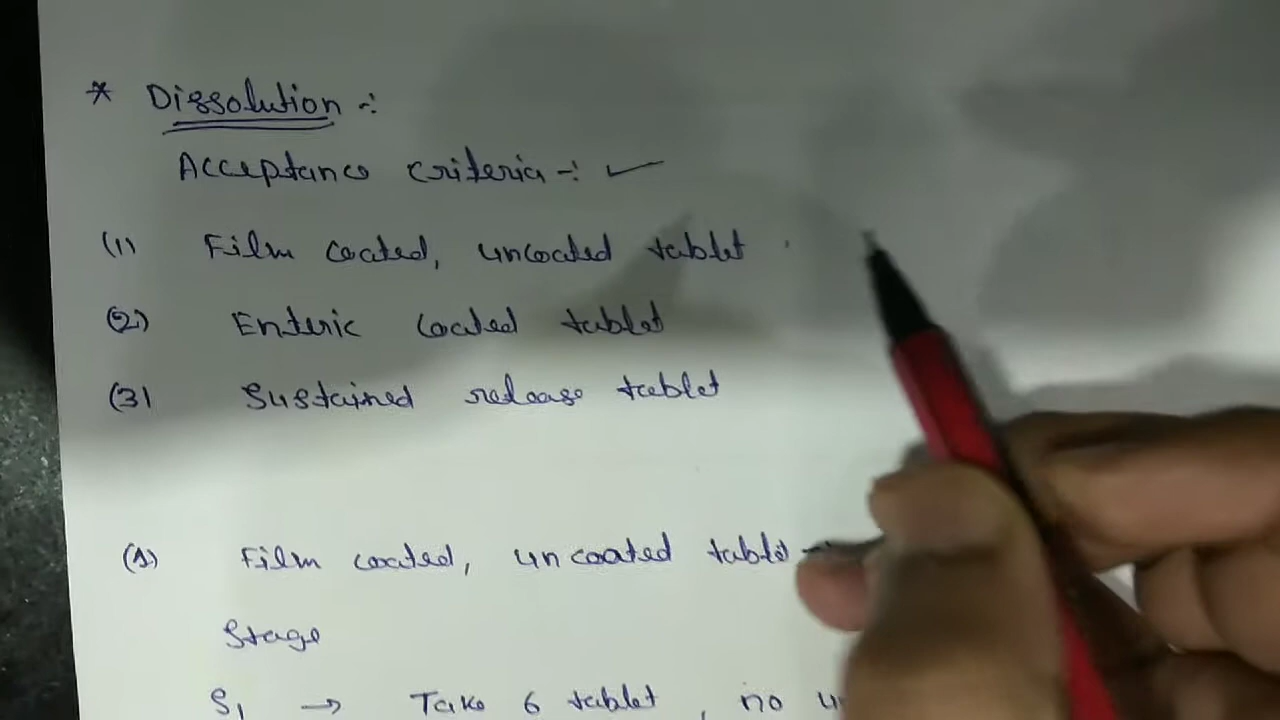 * Dissolution -:
Acceptance criteria -: ✓
(1) Film coated, uncoated tablet
(2) Enteric coated tablet
(3) Sustained release tablet
(1) Film coated, uncoated tablet -
Stage
S1 → Take 6 tablet, no